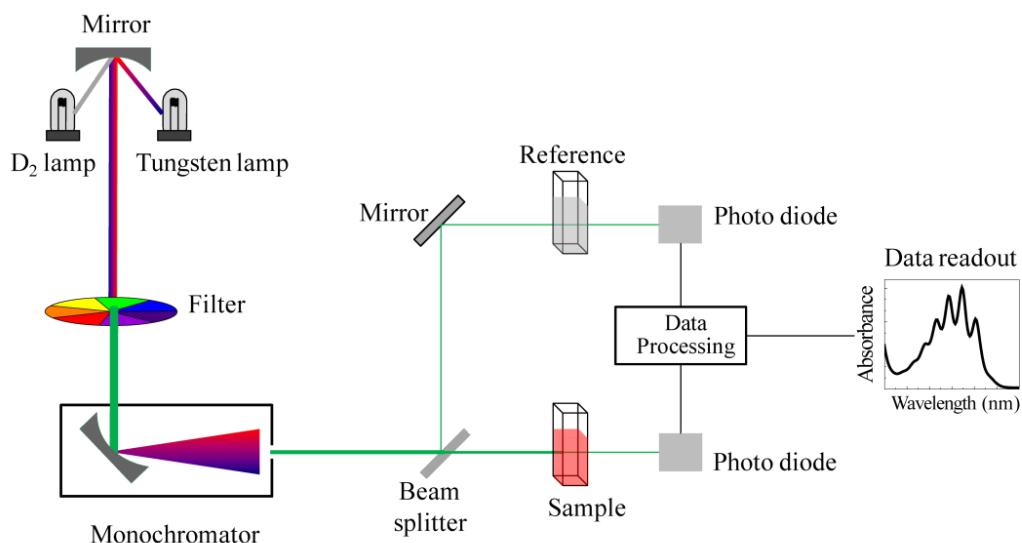 Mirror
D₂ lamp
Tungsten lamp
Filter
Monochromator
Mirror
Reference
Photo diode
Beam
splitter
Sample
Photo diode
Data
Processing
Data readout
Absorbance
Wavelength (nm)